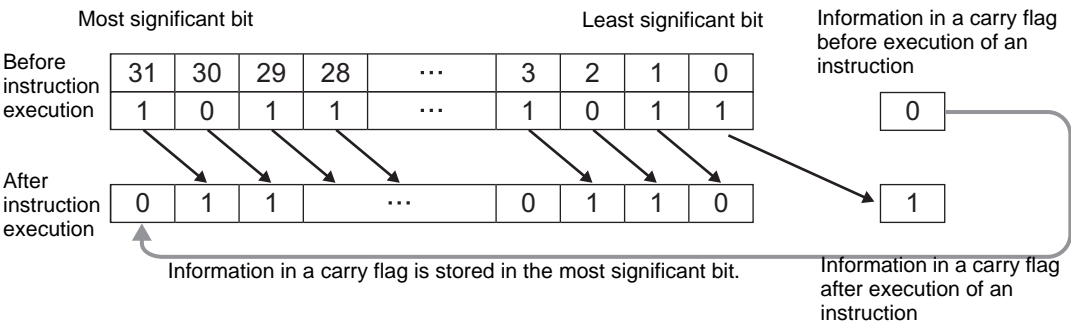 Most significant bit
Least significant bit
Information in a carry flag
before execution of an
instruction
Before
instruction
execution
31 30 29 28 ... 3 2 1 0
1 0 1 1 ... 1 0 1 1
0
After
instruction
execution
0 1 1 ... 0 1 1 0
1
Information in a carry flag is stored in the most significant bit.
Information in a carry flag
after execution of an
instruction